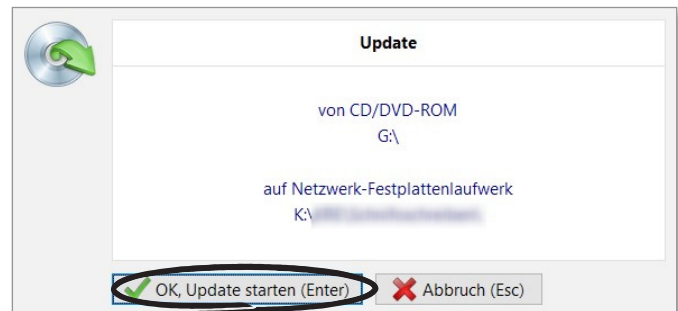 Update
von CD/DVD-ROM
G:\
auf Netzwerk-Festplattenlaufwerk
K:\
OK, Update starten (Enter)
Abbruch (Esc)